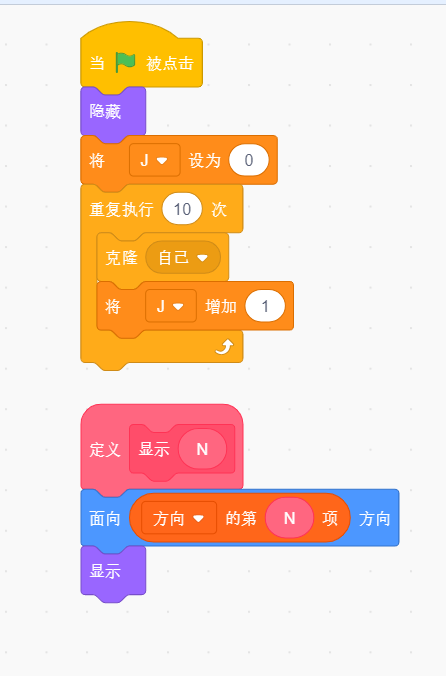 当 被点击
隐藏
将 J 设为 0
重复执行 10 次
克隆 自己
将 J 增加 1
定义 显示 N
面向 方向 的第 N 项 方向
显示